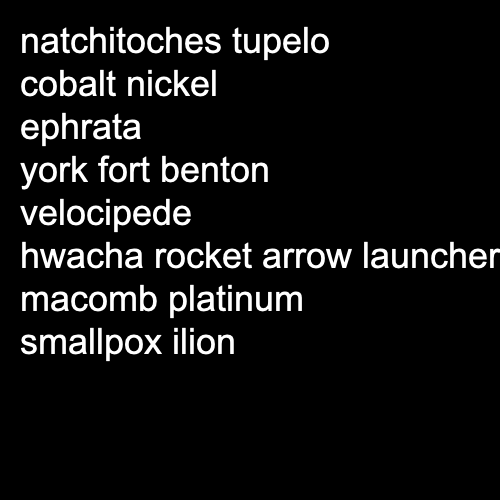 natchitoches tupelo
cobalt nickel
ephrata
york fort benton
velocipede
hwacha rocket arrow launcher
macomb platinum
smallpox ilion